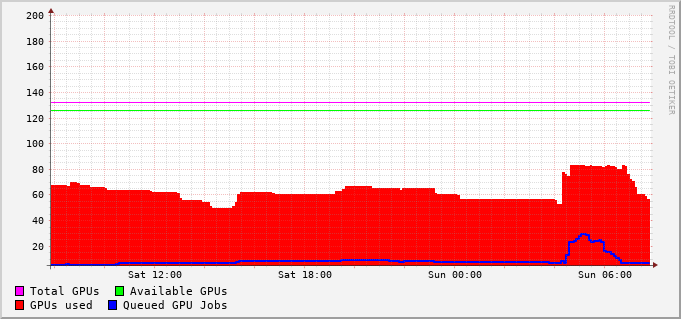 200
180
160
140
120
100
80
60
40
20
Sat 12:00 Sat 18:00 Sun 00:00 Sun 06:00
Total GPUs Available GPUs
GPUs used Queued GPU Jobs
RRDTOOL / TOBI OETIKER